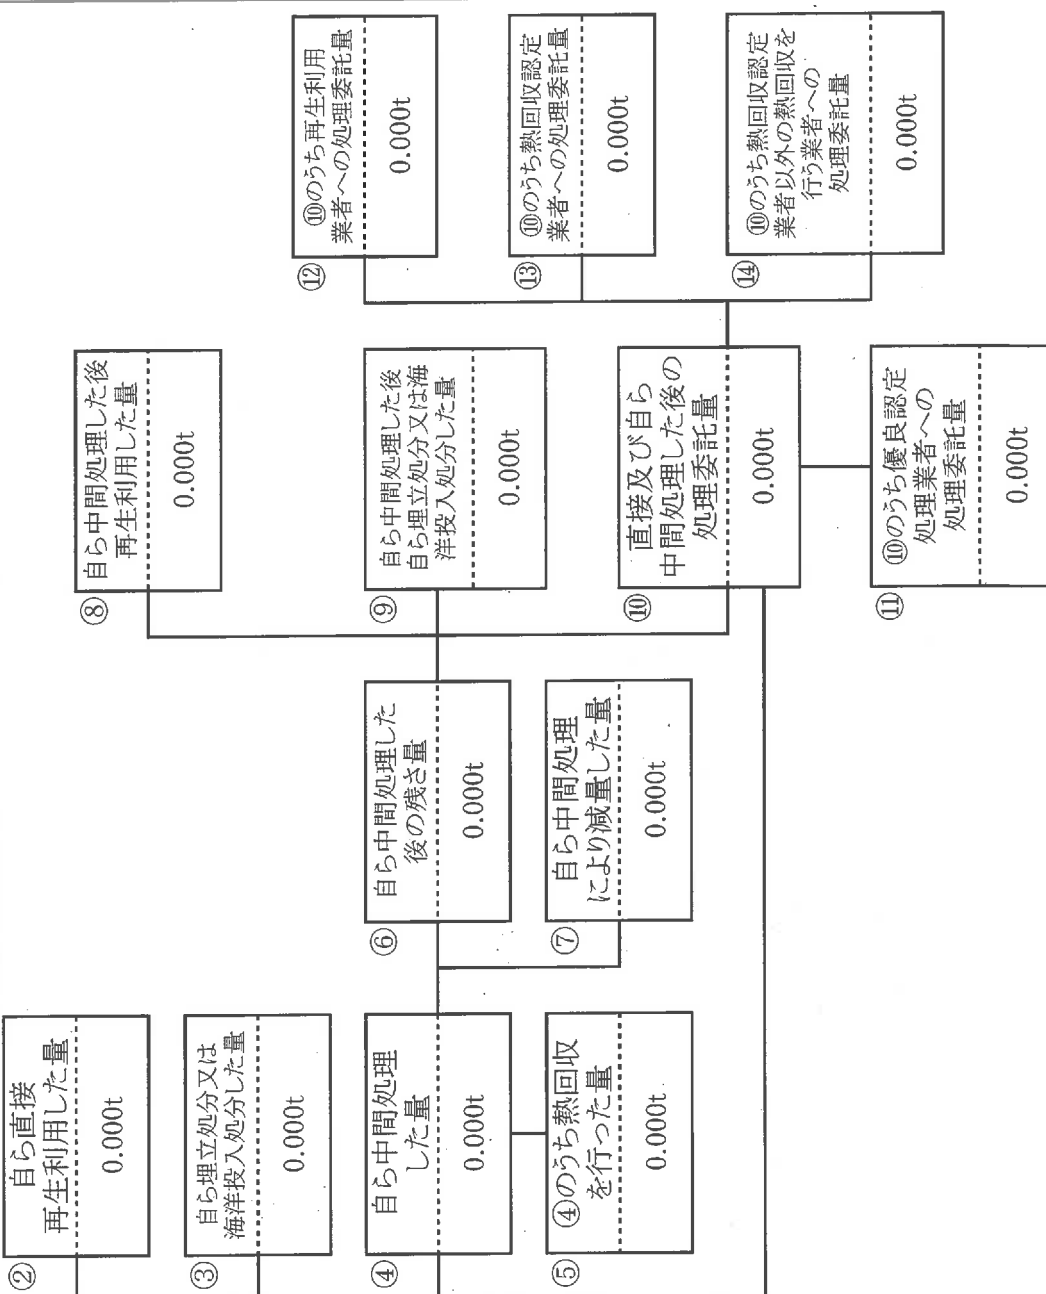 ②
自ら直接
再生利用した量
0.000t
③
自ら埋立処分又は
海洋投入処分した量
0.000t
④
自ら中間処理
した量
0.000t
⑤
④のうち熱回収
を行った量
0.000t
⑥
自ら中間処理した
後の残さ量
0.000t
⑦
自ら中間処理
により減量した量
0.000t
⑧
自ら中間処理した後
再生利用した量
0.000t
⑨
自ら中間処理した後
自ら埋立処分又は海
洋投入処分した量
0.000t
⑩
直接及び自ら
中間処理した後の
処理委託量
0.000t
⑪
⑩のうち優良認定
処理業者への
処理委託量
0.000t
⑫
⑩のうち再生利用
業者への処理委託量
0.000t
⑬
⑩のうち熱回収認定
業者への処理委託量
0.000t
⑭
⑩のうち熱回収認定
業者以外の熱回収を
行う業者への
処理委託量
0.000t